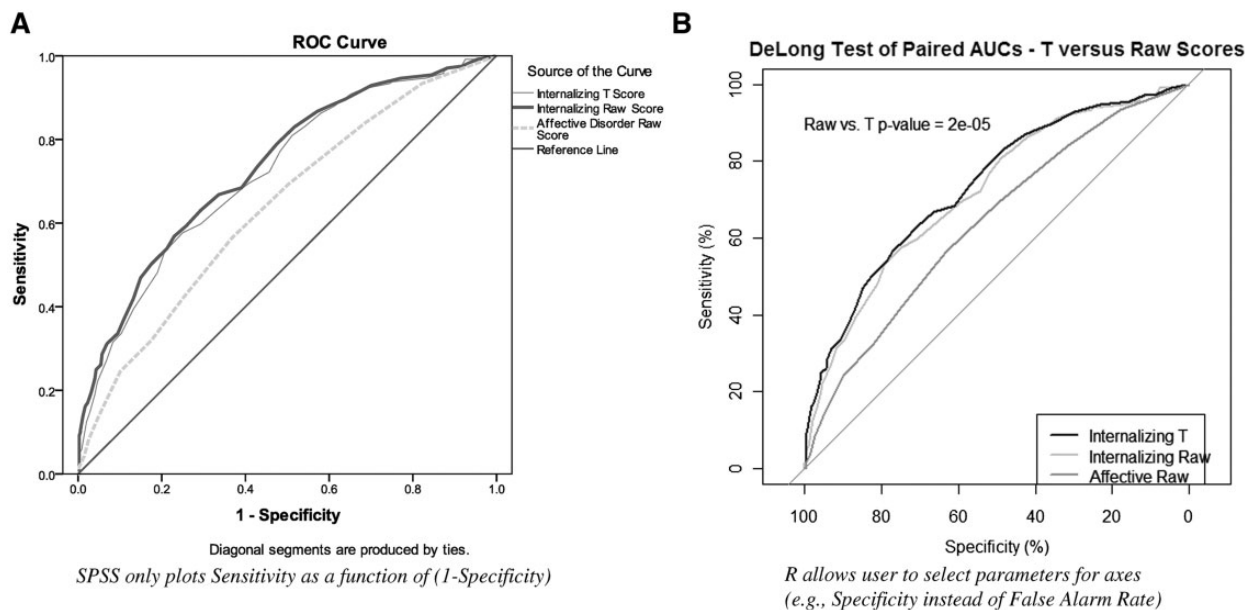 A
ROC Curve
1.0
0.8
0.6
0.4
0.2
0.0
Sensitivity
0.0 0.2 0.4 0.6 0.8 1.0
1 - Specificity
Source of the Curve
Internalizing T Score
Internalizing Raw Score
Affective Disorder Raw
Score
Reference Line
Diagonal segments are produced by ties.
SPSS only plots Sensitivity as a function of (1-Specificity)
B
DeLong Test of Paired AUCs - T versus Raw Scores
Raw vs. T p-value = 2e-05
100
80
60
40
20
0
Sensitivity (%)
Internalizing T
Internalizing Raw
Affective Raw
100 80 60 40 20 0
Specificity (%)
R allows user to select parameters for axes
(e.g., Specificity instead of False Alarm Rate)